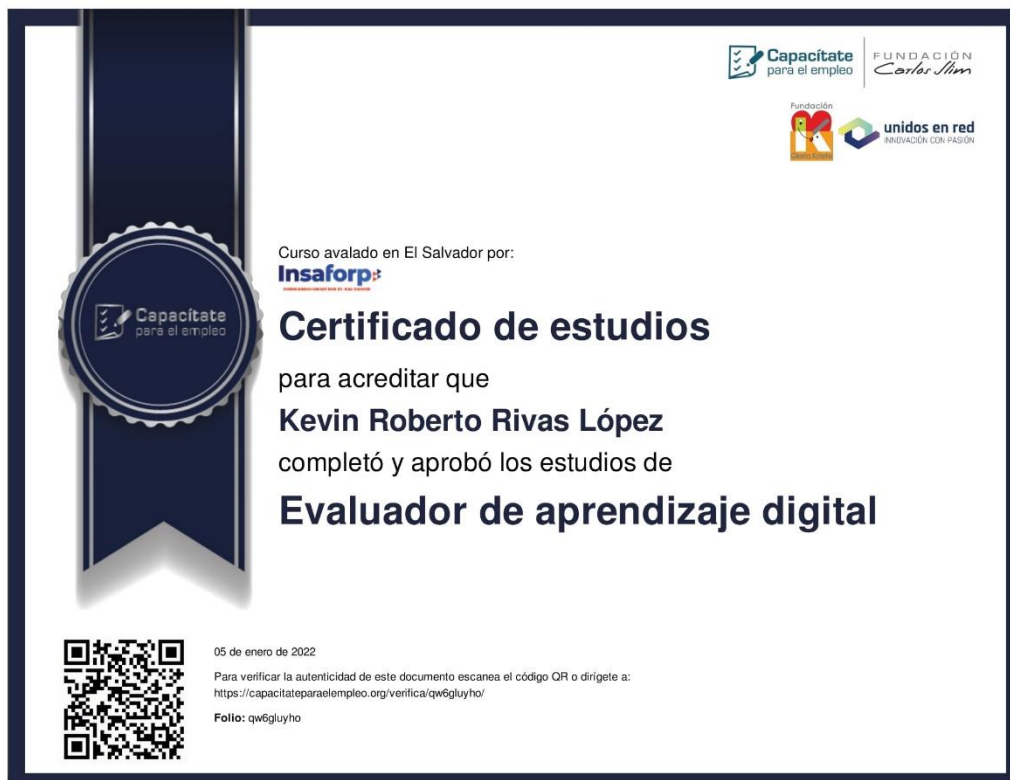 Capacítate
para el empleo
FUNDACIÓN
Carlos Slim
Fundación
unidos en red
INNOVACIÓN CON PASIÓN
Curso avalado en El Salvador por:
Insaforp
Certificado de estudios
para acreditar que
Kevin Roberto Rivas López
completó y aprobó los estudios de
Evaluador de aprendizaje digital
Capacítate
para el empleo
05 de enero de 2022
Para verificar la autenticidad de este documento escanea el código QR o dirígete a:
https://capacitateparaelempleo.org/verifica/qw6gluyho/
Folio: qw6gluyho